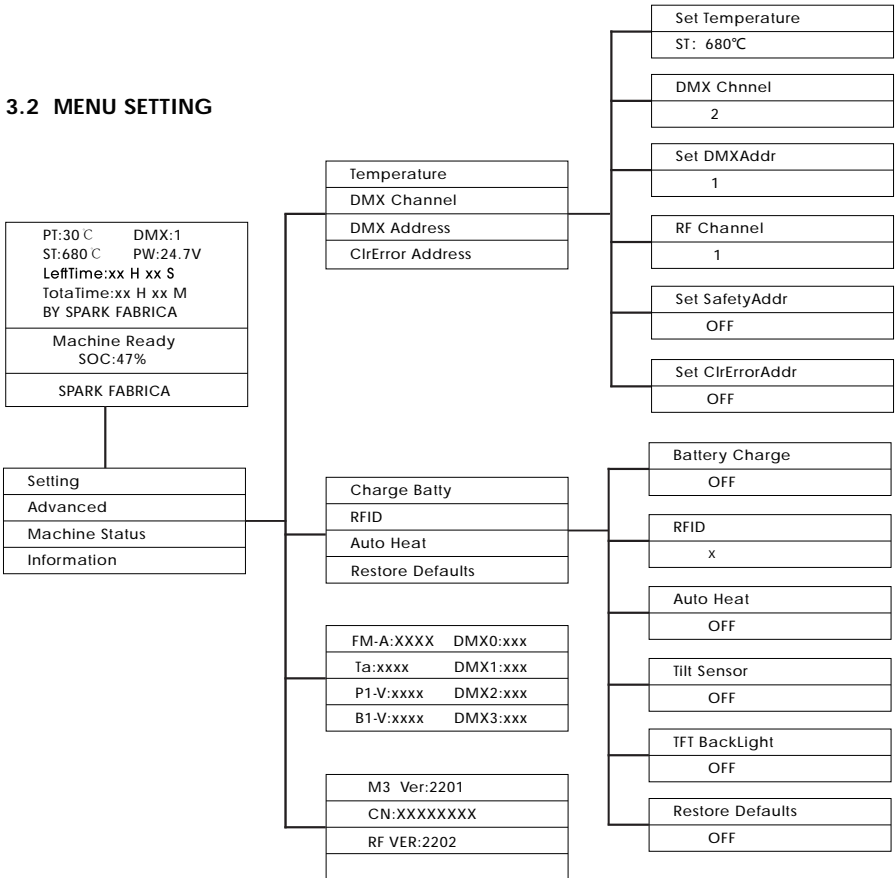 3.2 MENU SETTING
PT:30℃ DMX:1
ST:680℃ PW:24.7V
LeftTime:xx H xx S
TotaTime:xx H xx M
BY SPARK FABRICA
Machine Ready
SOC:47%
SPARK FABRICA
Setting
Advanced
Machine Status
Information
Temperature
DMX Channel
DMX Address
ClrError Address
Charge Batty
RFID
Auto Heat
Restore Defaults
FM-A:XXXX DMX0:xxx
Ta:xxxx DMX1:xxx
P1-V:xxxx DMX2:xxx
B1-V:xxxx DMX3:xxx
M3 Ver:2201
CN:XXXXXXXX
RF VER:2202
Set Temperature
ST: 680℃
DMX Chnnel
2
Set DMXAddr
1
RF Channel
1
Set SafetyAddr
OFF
Set ClrErrorAddr
OFF
Battery Charge
OFF
RFID
x
Auto Heat
OFF
Tilt Sensor
OFF
TFT BackLight
OFF
Restore Defaults
OFF